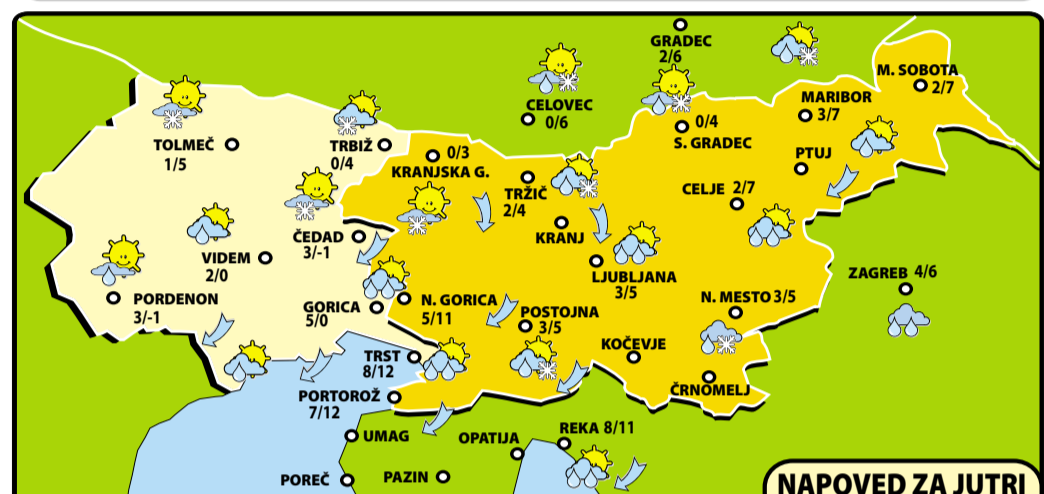 GRADEC
2/6
M. SOBOTA
2/7
CELOVEC
0/6
MARIBOR
3/7
0/4
S. GRADEC
TOLMEČ
1/5
TRBIŽ
0/4
0/3
KRANJSKA G.
PTUJ
TRŽIČ
2/4
CELJE 2/7
KRANJ
ČEDAD
3/-1
VIDEM
2/0
LJUBLJANA
3/5
ZAGREB 4/6
PORDENON
3/-1
GORICA
5/0
N. GORICA
5/11
N. MESTO 3/5
POSTOJNA
3/5
KOČEVJE
TRST
8/12
ČRNOMELJ
PORTOROŽ
7/12
UMAG
OPATIJA
REKA 8/11
POREČ
PAZIN
NAPOVED ZA JUTRI